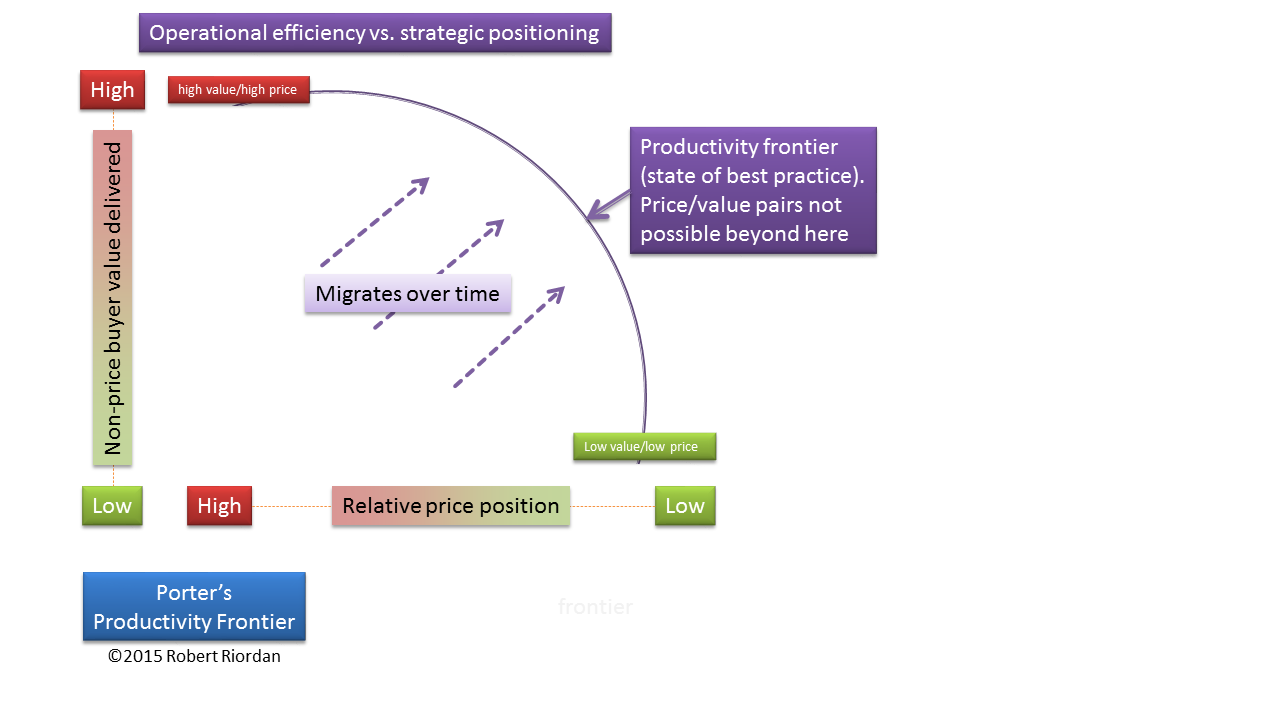 Operational efficiency vs. strategic positioning
High
high value/high price
Productivity frontier
(state of best practice).
Price/value pairs not
possible beyond here
Non-price buyer value delivered
Migrates over time
Low value/low price
Low
High
Relative price position
Low
Porter’s
Productivity Frontier
frontier
©2015 Robert Riordan